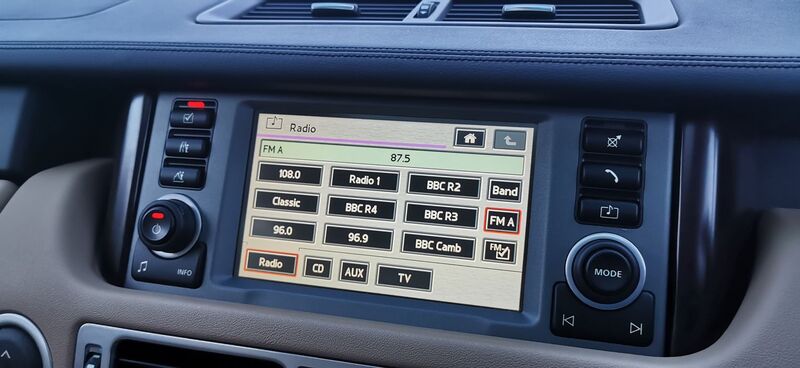 Radio
FM A 87.5
108.0 Radio 1 BBC R2 Band
Classic BBC R4 BBC R3 FM A
96.0 96.9 BBC Camb FM
Radio CD AUX TV
INFO
MODE